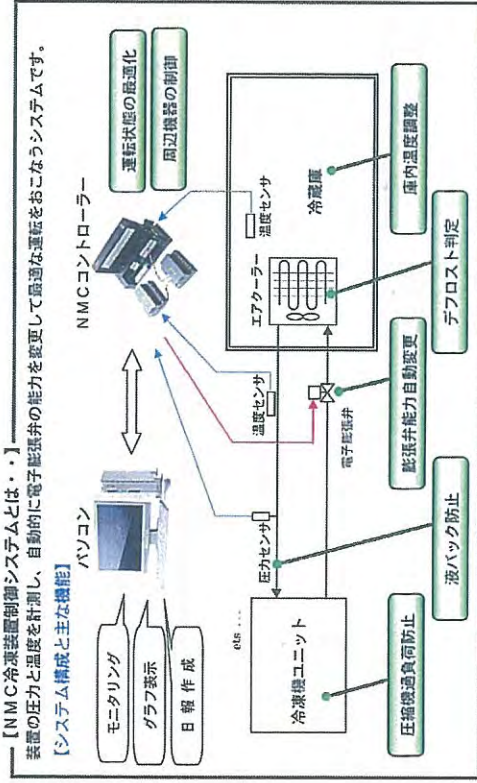 【NMC冷凍装置制御システムとは・・】
装置の圧力と温度を計測し、自動的に電子膨張弁の能力を変更して最適な運転をおこなうシステムです。
【システム構成と主な機能】
モニタリング
グラフ表示
日報作成
パソコン
NMCコントローラー
運転状態の最適化
周辺機器の制御
ets ...
冷凍機ユニット
圧力センサ
温度センサ
電子膨張弁
エアクーラー
温度センサ
冷蔵庫
圧縮機過負荷防止
液バック防止
膨張弁能力自動変更
デフロスト判定
庫内温度調整